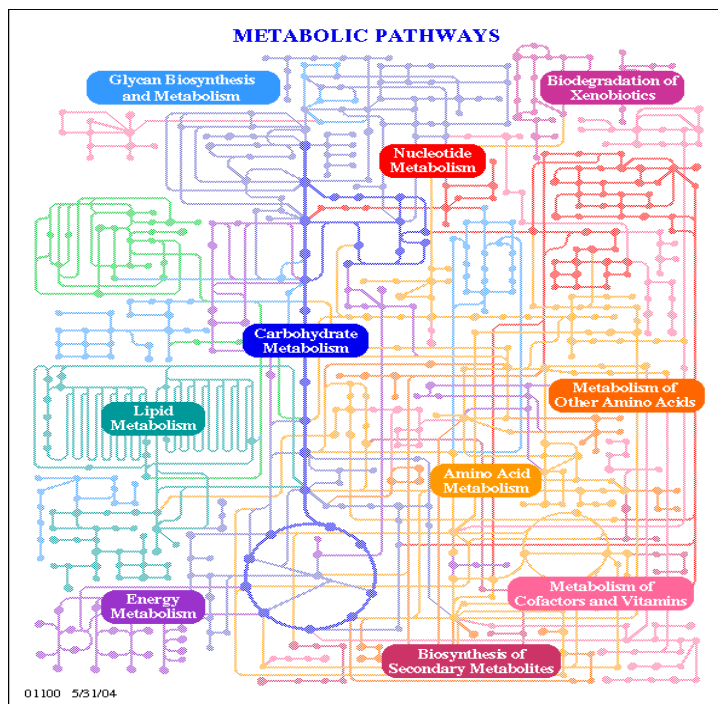 METABOLIC PATHWAYS
Glycan Biosynthesis
and Metabolism
Biodegradation of
Xenobiotics
Nucleotide
Metabolism
Carbohydrate
Metabolism
Metabolism of
Other Amino Acids
Lipid
Metabolism
Amino Acid
Metabolism
Energy
Metabolism
Metabolism of
Cofactors and Vitamins
Biosynthesis of
Secondary Metabolites
01100 5/31/04